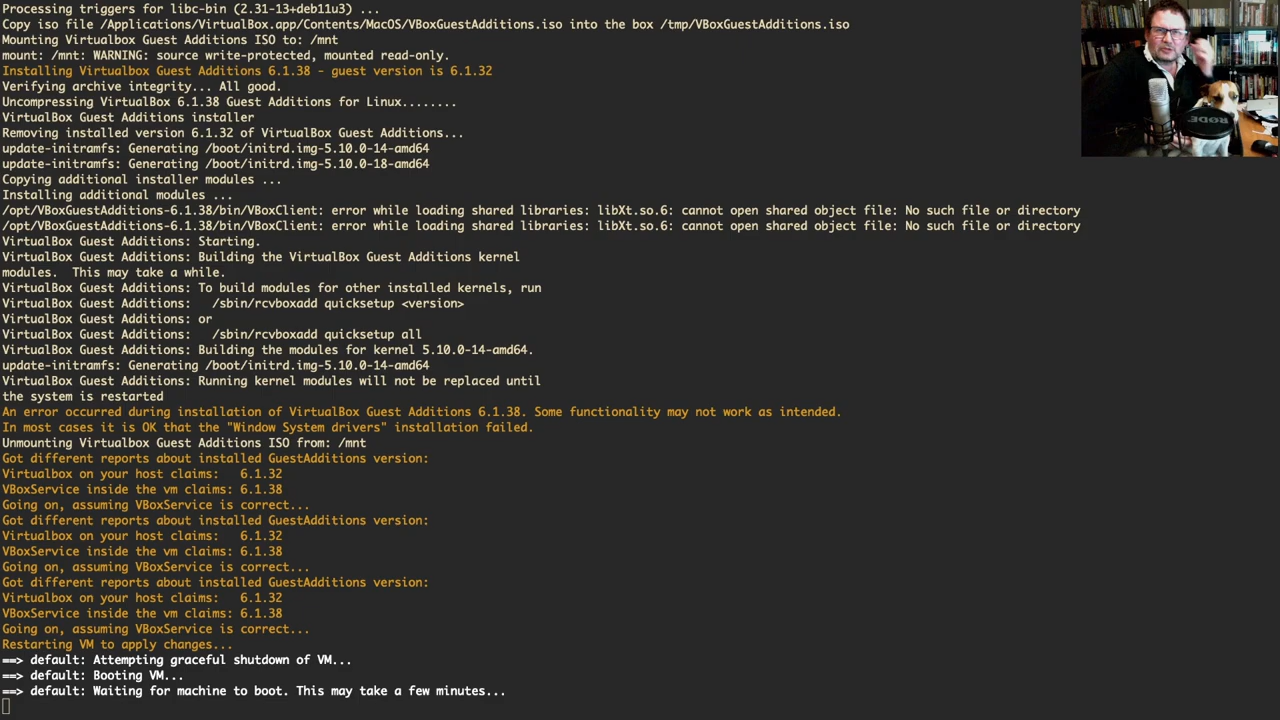 Processing triggers for libc-bin (2.31-13+deb11u3) ...
Copy iso file /Applications/VirtualBox.app/Contents/MacOS/VBoxGuestAdditions.iso into the box /tmp/VBoxGuestAdditions.iso
Mounting Virtualbox Guest Additions ISO to: /mnt
mount: /mnt: WARNING: source write-protected, mounted read-only.
Installing Virtualbox Guest Additions 6.1.38 - guest version is 6.1.32
Verifying archive integrity... All good.
Uncompressing VirtualBox 6.1.38 Guest Additions for Linux........
VirtualBox Guest Additions installer
Removing installed version 6.1.32 of VirtualBox Guest Additions...
update-initramfs: Generating /boot/initrd.img-5.10.0-14-amd64
update-initramfs: Generating /boot/initrd.img-5.10.0-18-amd64
Copying additional installer modules ...
Installing additional modules ...
/opt/VBoxGuestAdditions-6.1.38/bin/VBoxClient: error while loading shared libraries: libXt.so.6: cannot open shared object file: No such file or directory
/opt/VBoxGuestAdditions-6.1.38/bin/VBoxClient: error while loading shared libraries: libXt.so.6: cannot open shared object file: No such file or directory
VirtualBox Guest Additions: Starting.
VirtualBox Guest Additions: Building the VirtualBox Guest Additions kernel
modules.  This may take a while.
VirtualBox Guest Additions: To build modules for other installed kernels, run
VirtualBox Guest Additions:   /sbin/rcvboxadd quicksetup <version>
VirtualBox Guest Additions: or
VirtualBox Guest Additions:   /sbin/rcvboxadd quicksetup all
VirtualBox Guest Additions: Building the modules for kernel 5.10.0-14-amd64.
update-initramfs: Generating /boot/initrd.img-5.10.0-14-amd64
VirtualBox Guest Additions: Running kernel modules will not be replaced until
the system is restarted
An error occurred during installation of VirtualBox Guest Additions 6.1.38. Some functionality may not work as intended.
In most cases it is OK that the "Window System drivers" installation failed.
Unmounting Virtualbox Guest Additions ISO from: /mnt
Got different reports about installed GuestAdditions version:
Virtualbox on your host claims:   6.1.32
VBoxService inside the vm claims: 6.1.38
Going on, assuming VBoxService is correct...
Got different reports about installed GuestAdditions version:
Virtualbox on your host claims:   6.1.32
VBoxService inside the vm claims: 6.1.38
Going on, assuming VBoxService is correct...
Got different reports about installed GuestAdditions version:
Virtualbox on your host claims:   6.1.32
VBoxService inside the vm claims: 6.1.38
Going on, assuming VBoxService is correct...
Restarting VM to apply changes...
==> default: Attempting graceful shutdown of VM...
==> default: Booting VM...
==> default: Waiting for machine to boot. This may take a few minutes...
RODE